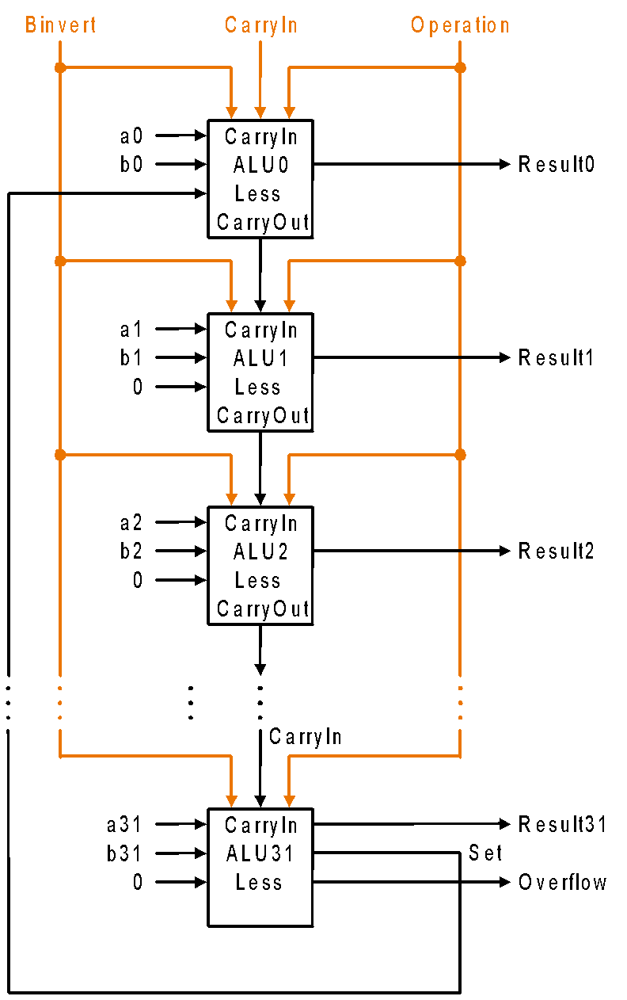 Binvert CarryIn Operation
a0 CarryIn
b0 ALU0 Result0
Less
CarryOut
a1 CarryIn
b1 ALU1 Result1
0 Less
CarryOut
a2 CarryIn
b2 ALU2 Result2
0 Less
CarryOut
CarryIn
a31 CarryIn Result31
b31 ALU31 Set
0 Less Overflow